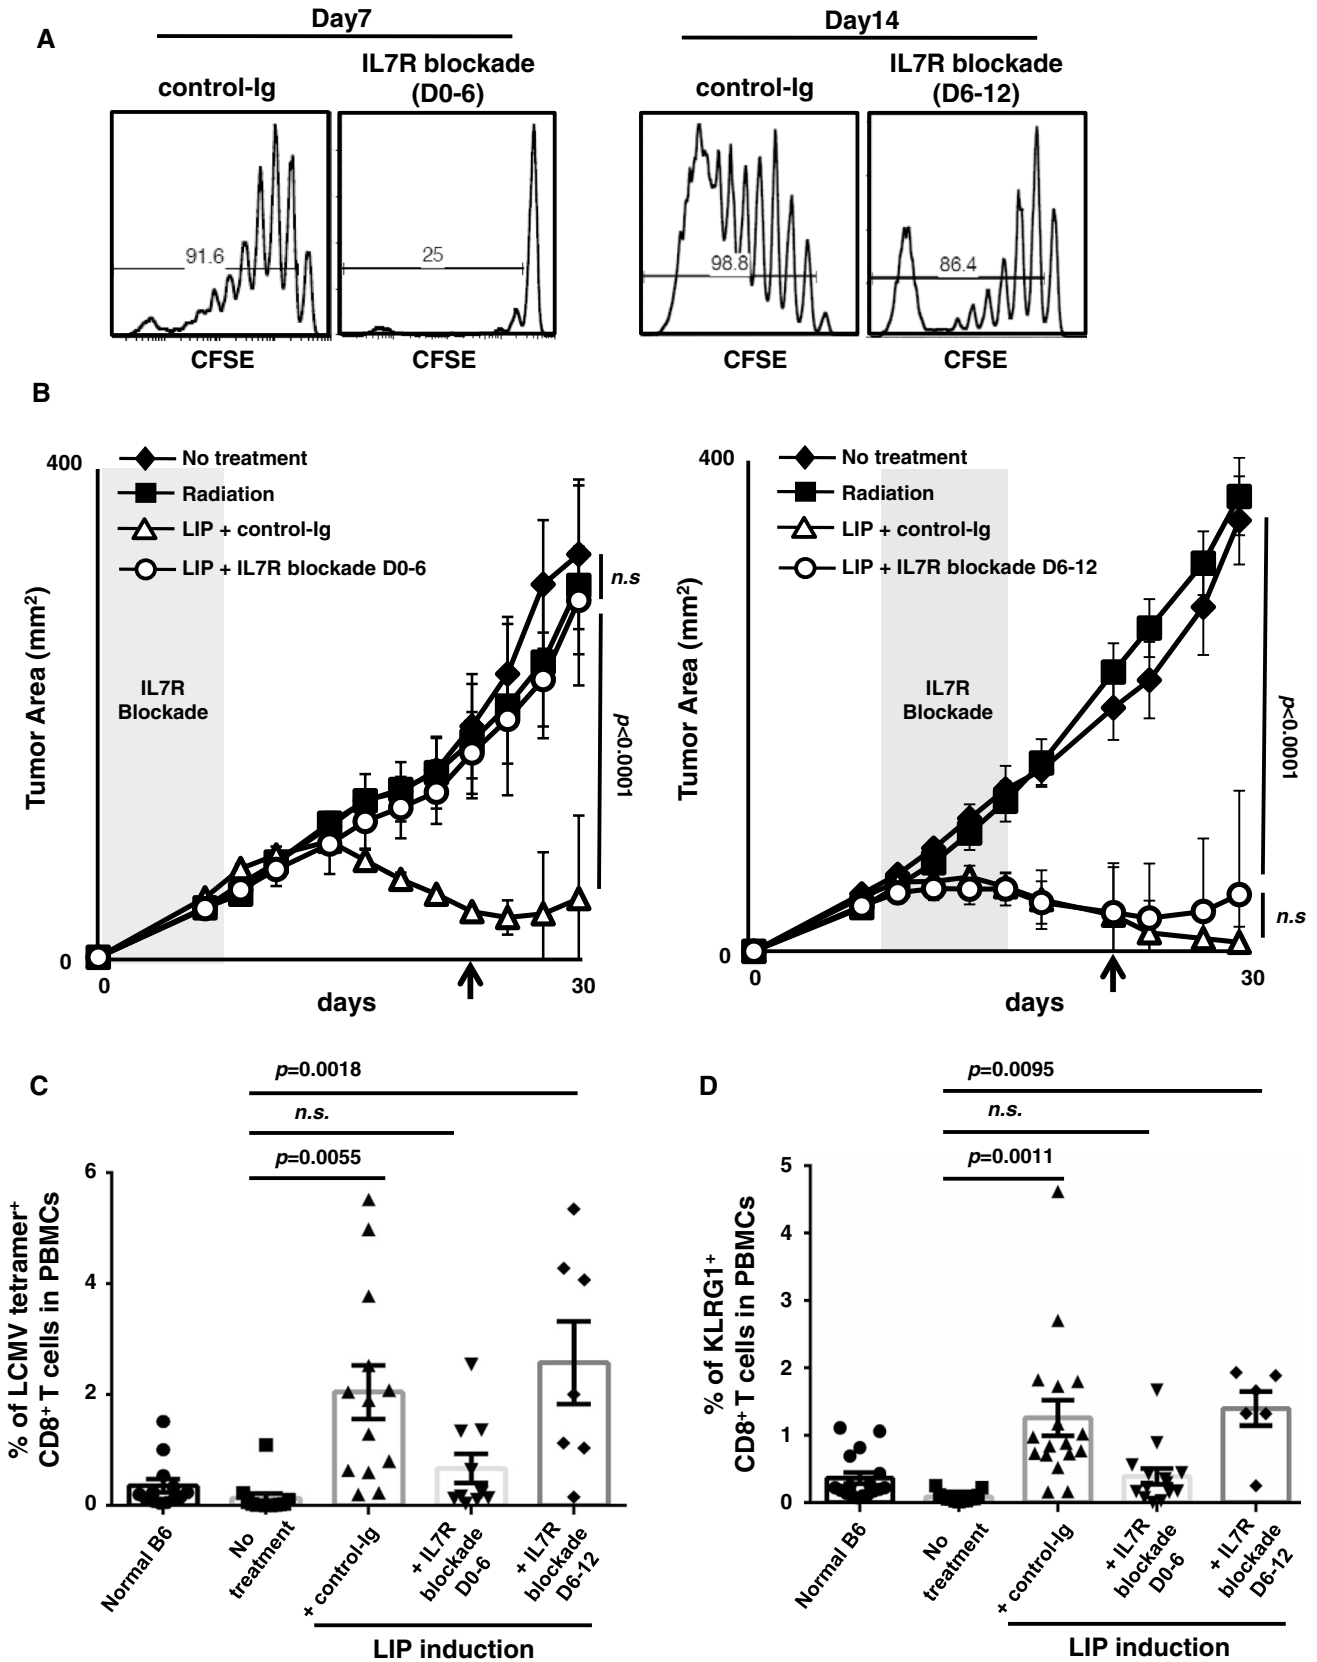 A
Day7
Day14
control-Ig
IL7R blockade
(D0-6)
control-Ig
IL7R blockade
(D6-12)
91.6
25
98.8
86.4
CFSE
CFSE
CFSE
CFSE
B
400
No treatment
Radiation
LIP + control-Ig
LIP + IL7R blockade D0-6
Tumor Area (mm²)
IL7R
Blockade
n.s
p<0.0001
0
0
30
days
400
No treatment
Radiation
LIP + control-Ig
LIP + IL7R blockade D6-12
Tumor Area (mm²)
IL7R
Blockade
p<0.0001
n.s
0
0
30
days
C
p=0.0018
n.s.
p=0.0055
% of LCMV tetramer⁺
CD8⁺ T cells in PBMCs
6
4
2
0
Normal B6
No
treatment
+ control-Ig
+ IL7R
blockade
D0-6
+ IL7R
blockade
D6-12
LIP induction
D
p=0.0095
n.s.
p=0.0011
% of KLRG1⁺
CD8⁺ T cells in PBMCs
5
4
3
2
1
0
Normal B6
No
treatment
+ control-Ig
+ IL7R
blockade
D0-6
+ IL7R
blockade
D6-12
LIP induction